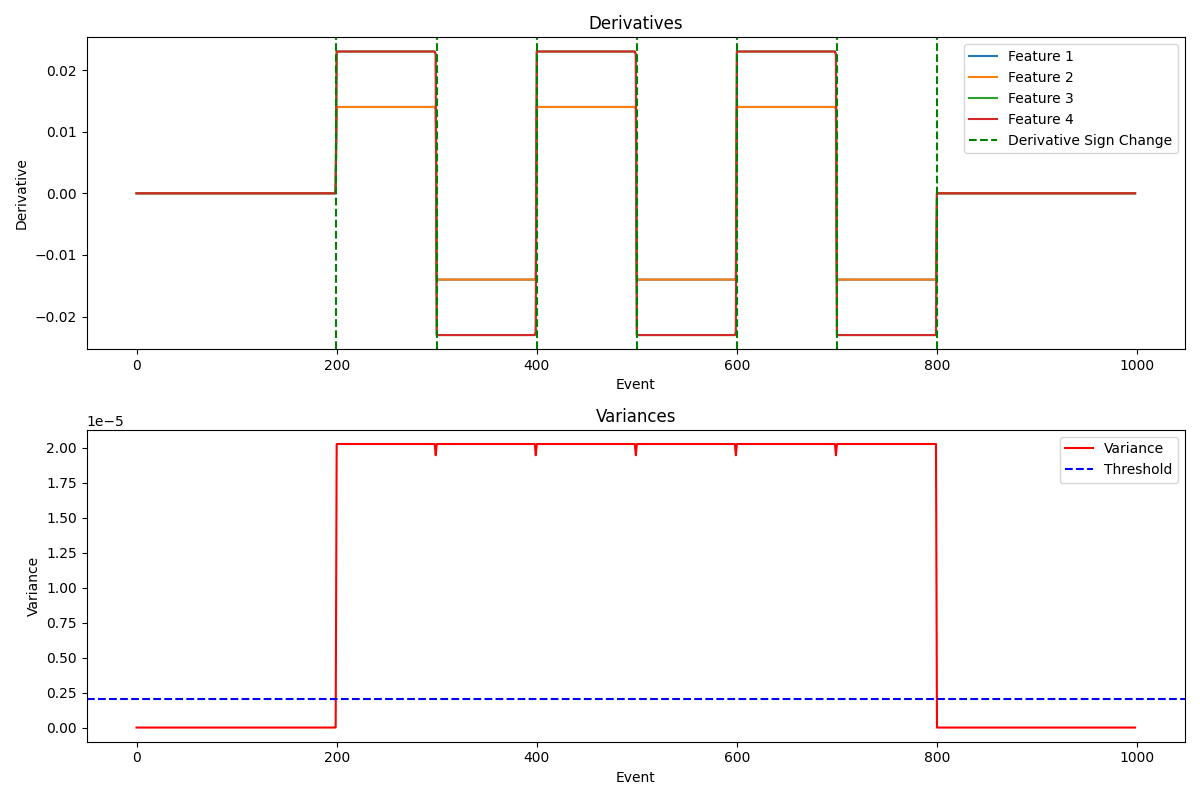 Derivatives
0.02
0.01
0.00
−0.01
−0.02
Derivative
Feature 1
Feature 2
Feature 3
Feature 4
Derivative Sign Change
0 200 400 600 800 1000
Event
Variances
1e−5
2.00
1.75
1.50
1.25
1.00
0.75
0.50
0.25
0.00
Variance
Variance
Threshold
0 200 400 600 800 1000
Event